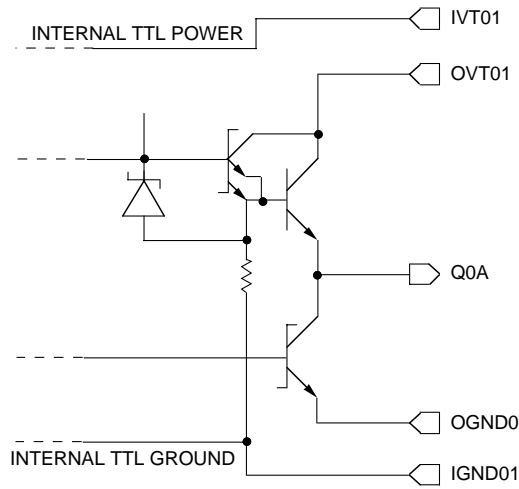 IVT01
INTERNAL TTL POWER
OVT01
Q0A
OGND0
INTERNAL TTL GROUND
IGND01